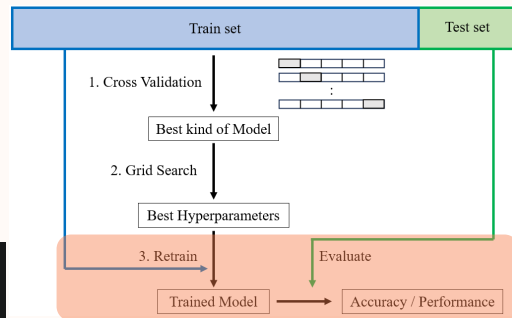 Train set
Test set
1. Cross Validation
:
Best kind of Model
2. Grid Search
Best Hyperparameters
3. Retrain
Evaluate
Trained Model
Accuracy / Performance